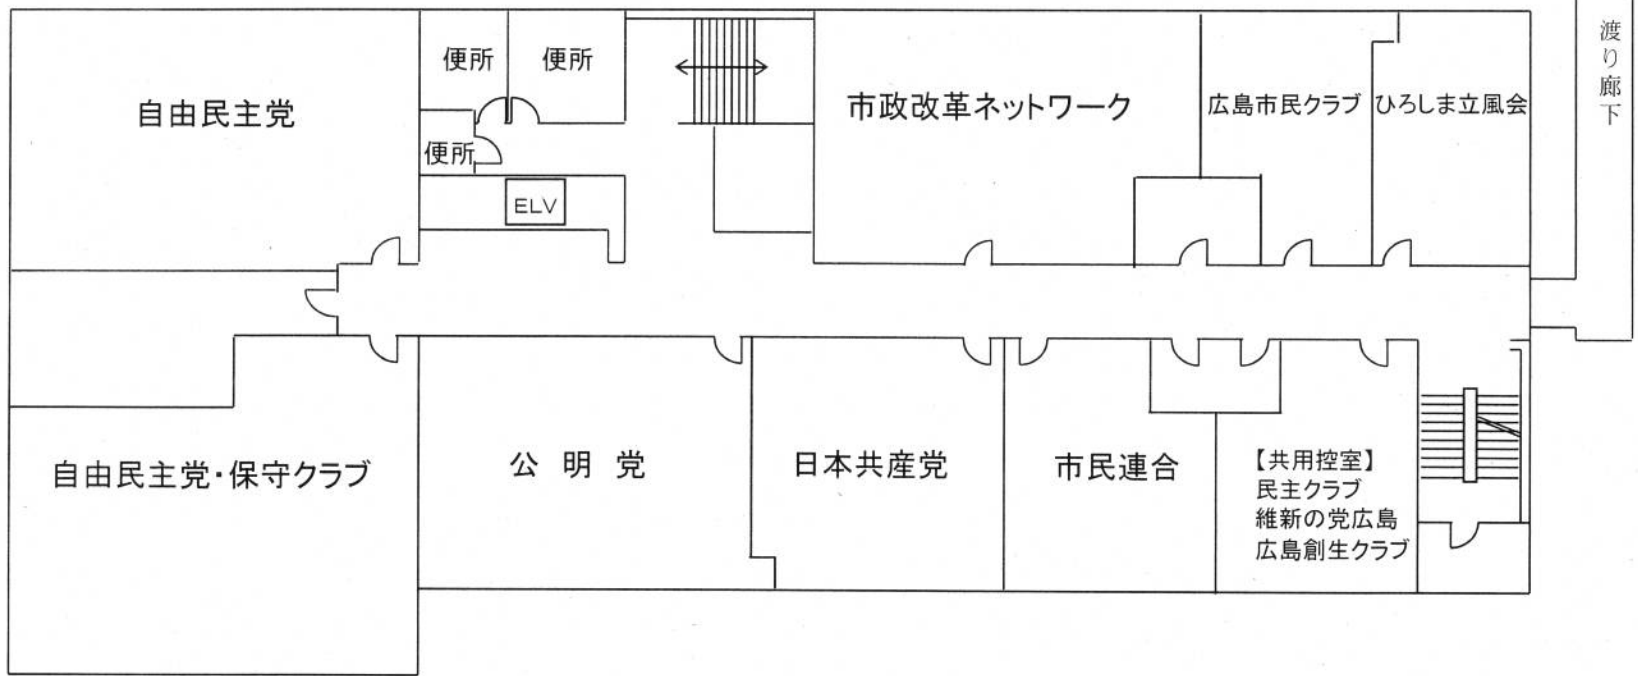 渡り廊下
便所
便所
自由民主党
市政改革ネットワーク
広島市民クラブ
ひろしま立風会
便所
ELV
自由民主党・保守クラブ
公明党
日本共産党
市民連合
【共用控室】
民主クラブ
維新の党広島
広島創生クラブ